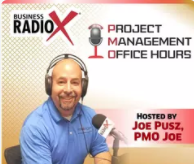 BUSINESS
RADIO X
PROJECT
MANAGEMENT
OFFICE HOURS
HOSTED BY
JOE PUSZ,
PMO JOE